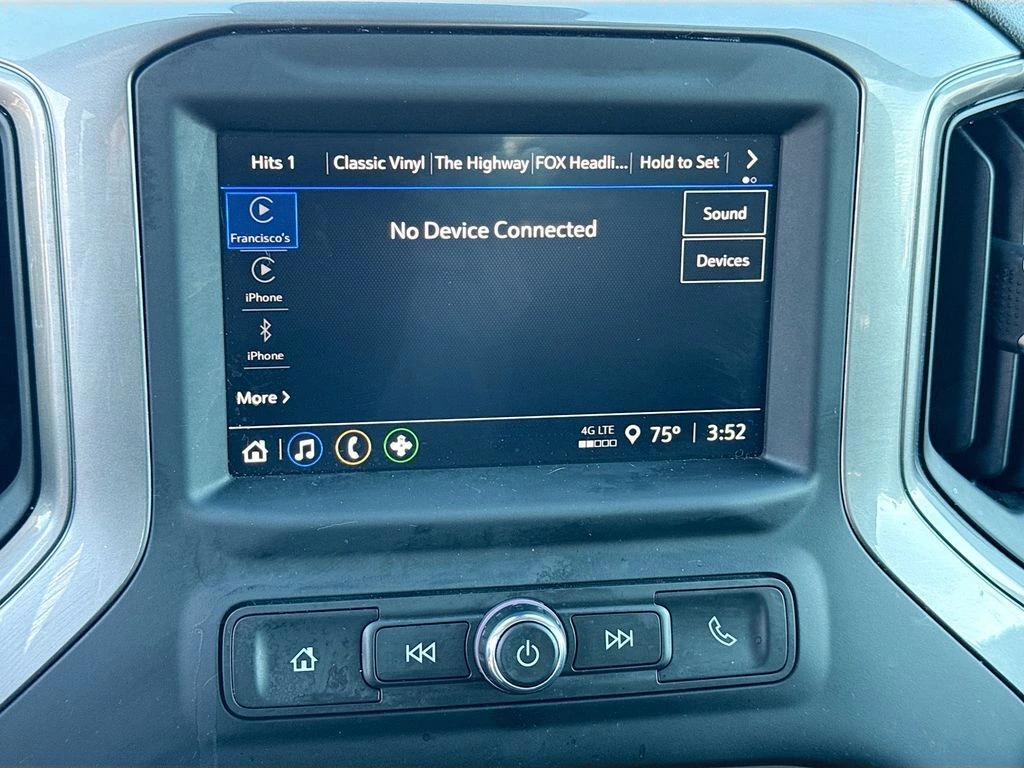 Hits 1 Classic Vinyl The Highway FOX Headli... Hold to Set
Francisco's
No Device Connected
Sound
Devices
iPhone
iPhone
More
4G LTE 75° 3:52